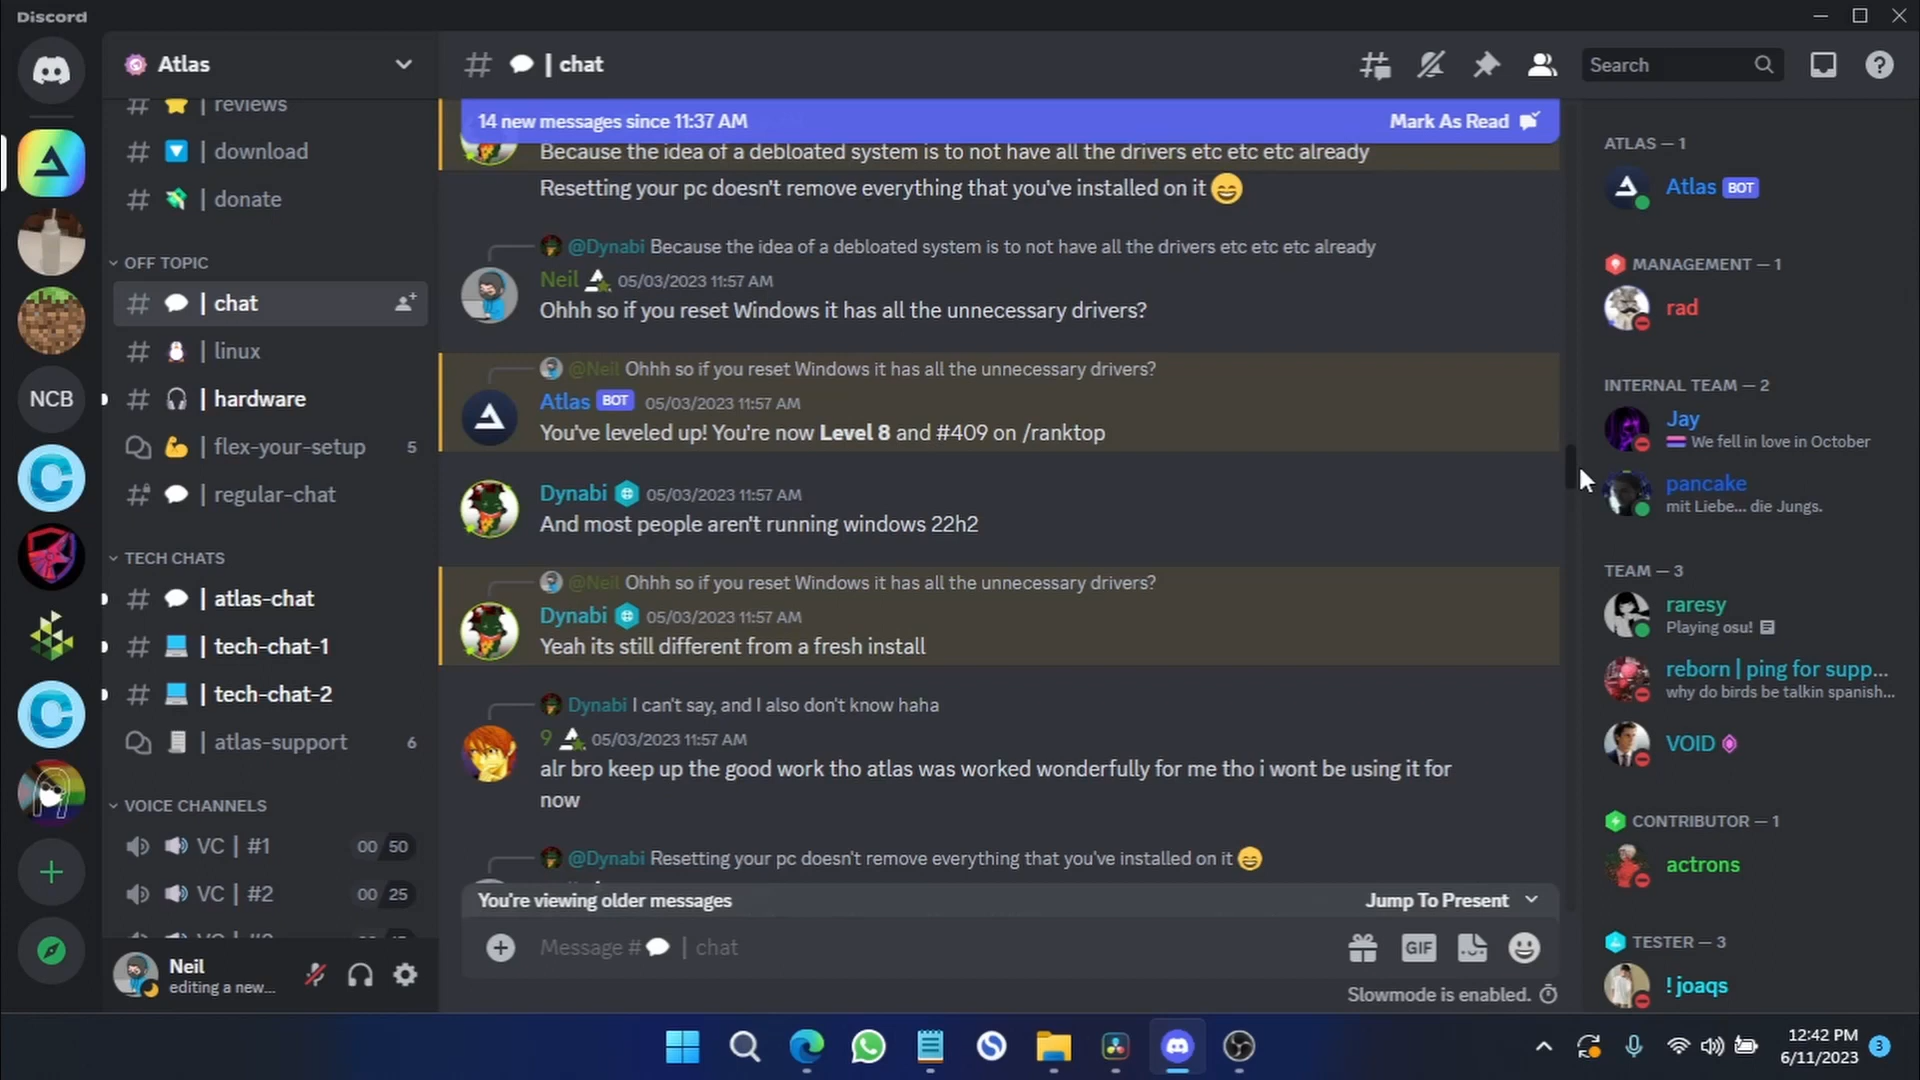 Discord
Atlas
# | reviews
# | download
# | donate
OFF TOPIC
# | chat
# | linux
# | hardware
NCB
| flex-your-setup 5
# | regular-chat
TECH CHATS
# | atlas-chat
# | tech-chat-1
# | tech-chat-2
| atlas-support 6
VOICE CHANNELS
VC | #1 00 50
VC | #2 00 25
Neil
editing a new...
# | chat
Search
14 new messages since 11:37 AM
Mark As Read
Because the idea of a debloated system is to not have all the drivers etc etc etc already
Resetting your pc doesn't remove everything that you've installed on it 😄
@Dynabi Because the idea of a debloated system is to not have all the drivers etc etc etc already
Neil 05/03/2023 11:57 AM
Ohhh so if you reset Windows it has all the unnecessary drivers?
@Neil Ohhh so if you reset Windows it has all the unnecessary drivers?
Atlas BOT 05/03/2023 11:57 AM
You've leveled up! You're now Level 8 and #409 on /ranktop
Dynabi 05/03/2023 11:57 AM
And most people aren't running windows 22h2
@Neil Ohhh so if you reset Windows it has all the unnecessary drivers?
Dynabi 05/03/2023 11:57 AM
Yeah its still different from a fresh install
Dynabi I can't say, and I also don't know haha
9 05/03/2023 11:57 AM
alr bro keep up the good work tho atlas was worked wonderfully for me tho i wont be using it for
now
@Dynabi Resetting your pc doesn't remove everything that you've installed on it 😄
You're viewing older messages
Jump To Present
Message # | chat
GIF
Slowmode is enabled.
ATLAS — 1
Atlas BOT
MANAGEMENT — 1
rad
INTERNAL TEAM — 2
Jay
We fell in love in October
pancake
mit Liebe... die Jungs.
TEAM — 3
raresy
Playing osu!
reborn | ping for supp...
why do birds be talkin spanish...
VOID
CONTRIBUTOR — 1
actrons
TESTER — 3
! joaqs
12:42 PM
6/11/2023
3